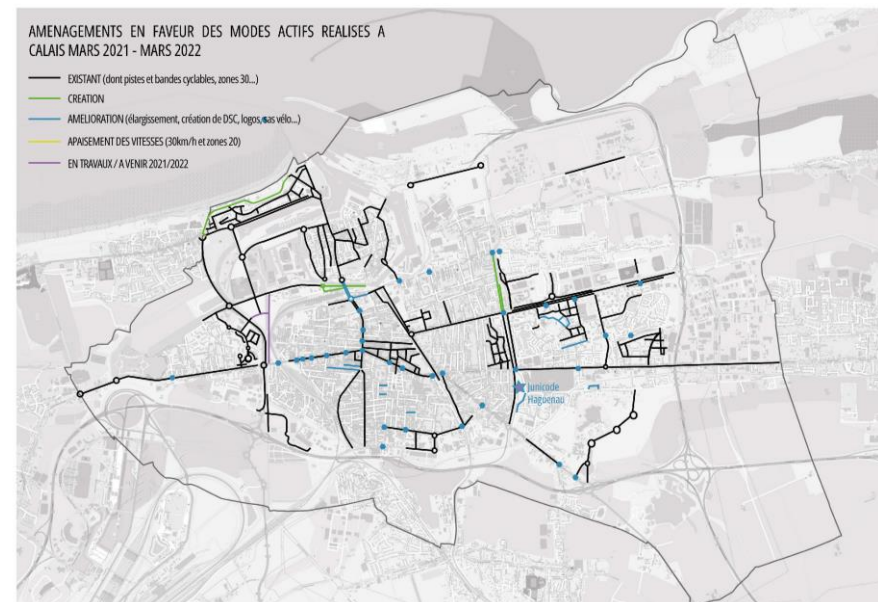 AMENAGEMENTS EN FAVEUR DES MODES ACTIFS REALISES A
CALAIS MARS 2021 - MARS 2022
EXISTANT (dont pistes et bandes cyclables, zones 30...)
CREATION
AMELIORATION (élargissement, création de DSC, logos, sas vélo...)
APAISEMENT DES VITESSES (30km/h et zones 20)
EN TRAVAUX / A VENIR 2021/2022
Junicode
Haguenau